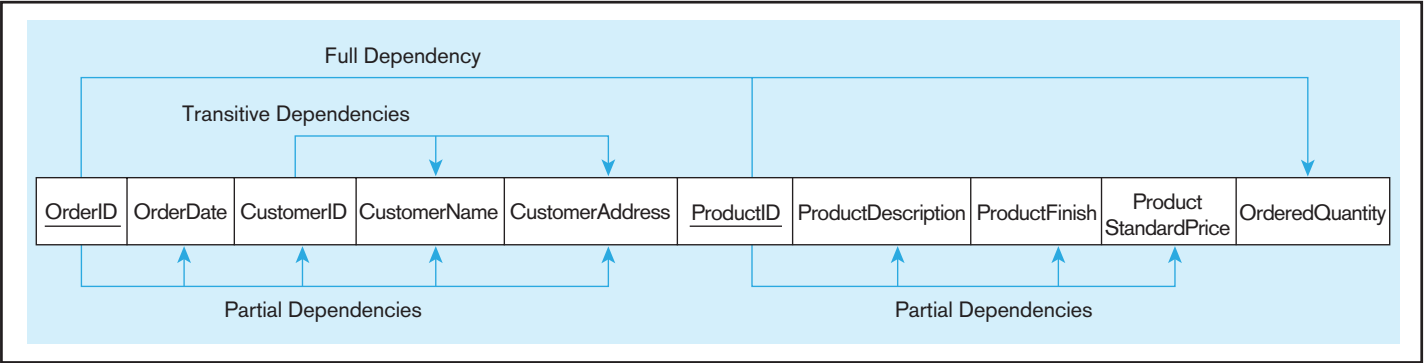 Full Dependency
Transitive Dependencies
OrderID OrderDate CustomerID CustomerName CustomerAddress ProductID ProductDescription ProductFinish Product StandardPrice OrderedQuantity
Partial Dependencies Partial Dependencies